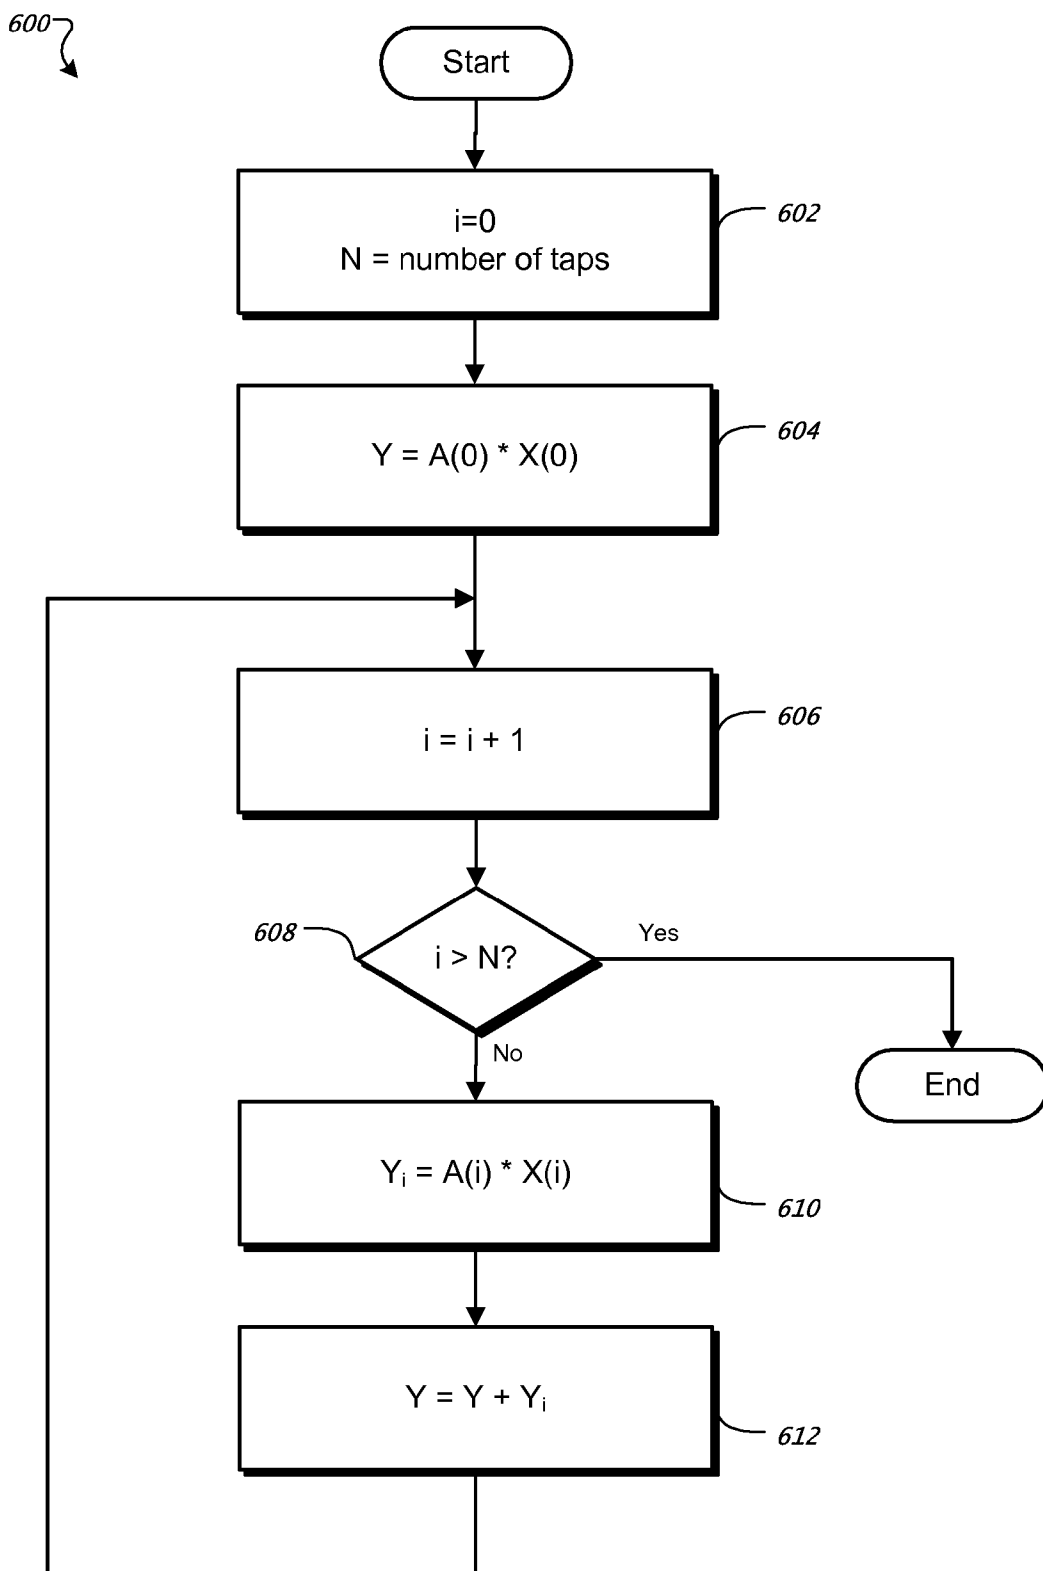 600
Start
i=0
N = number of taps
602
Y = A(0) * X(0)
604
i = i + 1
606
608
i > N?
Yes
No
End
Yᵢ = A(i) * X(i)
610
Y = Y + Yᵢ
612